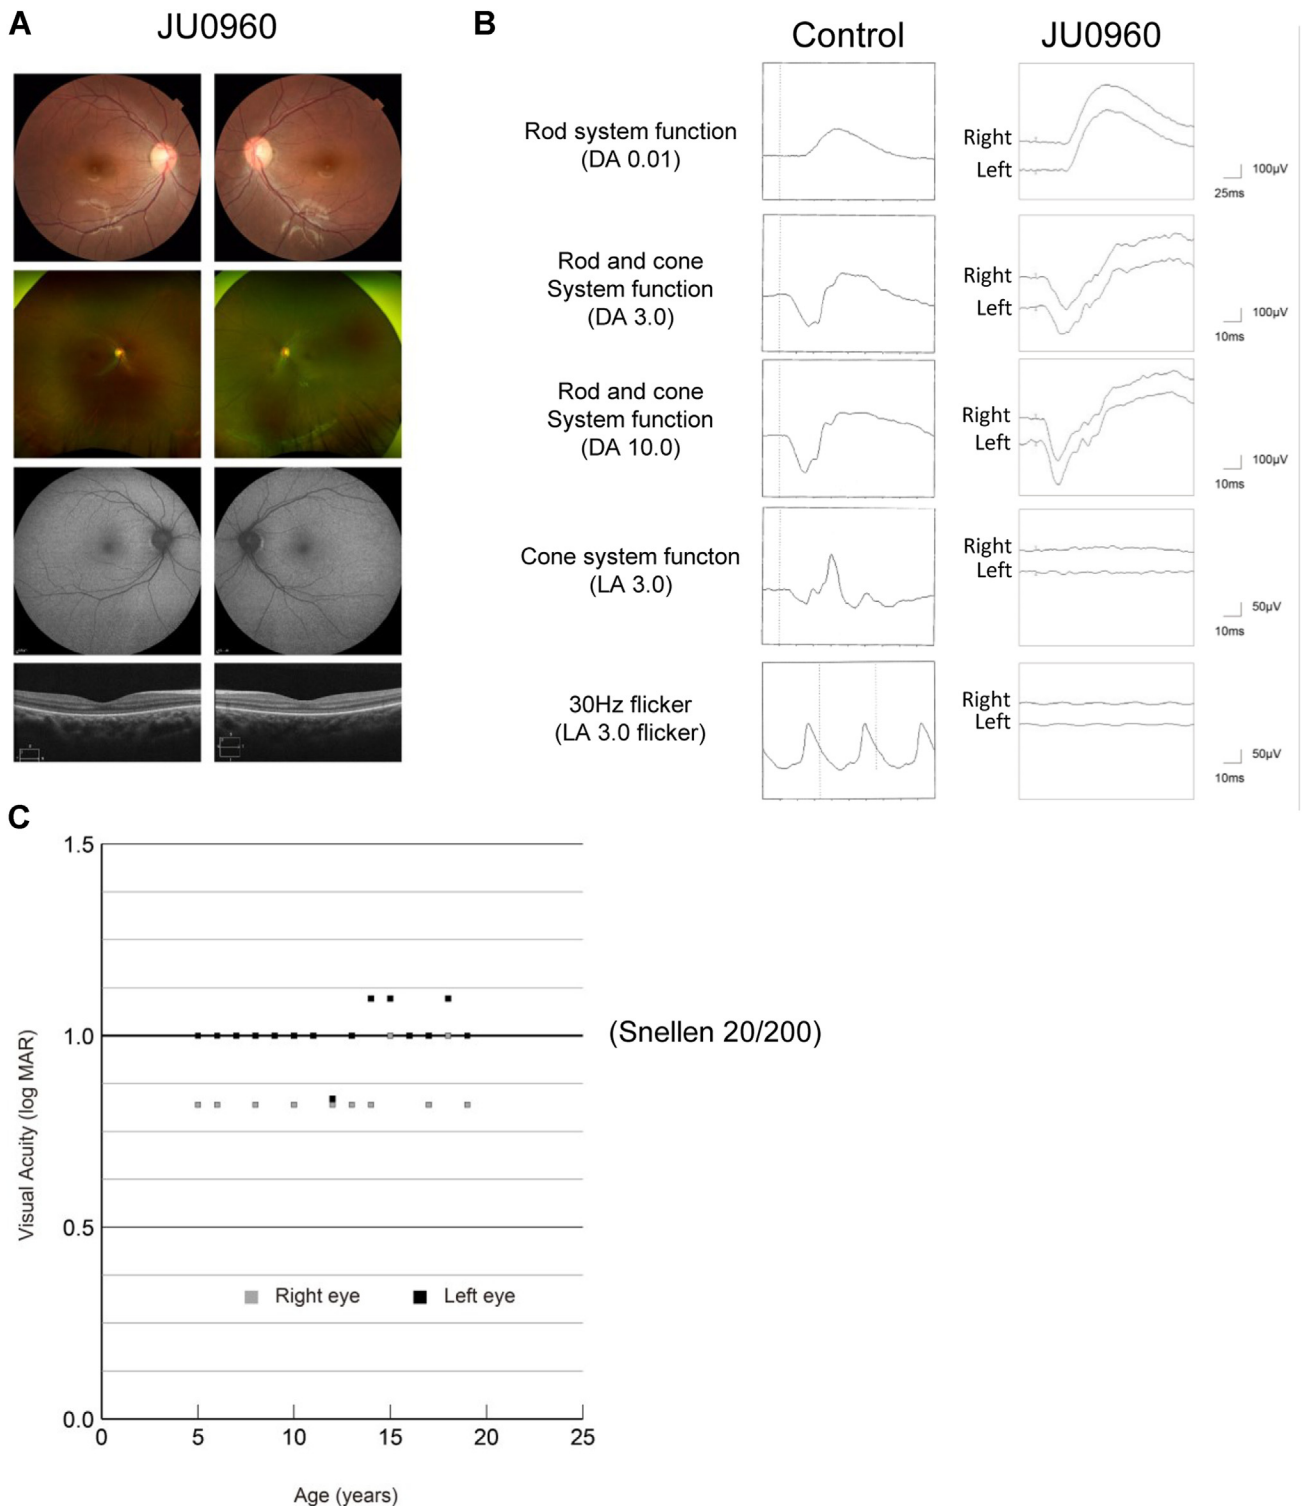 A
JU0960
B
Control
JU0960
Rod system function
(DA 0.01)
Right
Left
100μV
25ms
Rod and cone
System function
(DA 3.0)
Right
Left
100μV
10ms
Rod and cone
System function
(DA 10.0)
Right
Left
100μV
10ms
Cone system functon
(LA 3.0)
Right
Left
50μV
10ms
30Hz flicker
(LA 3.0 flicker)
Right
Left
50μV
10ms
C
1.5
1.0
0.5
0.0
Visual Acuity (log MAR)
(Snellen 20/200)
Right eye
Left eye
0
5
10
15
20
25
Age (years)